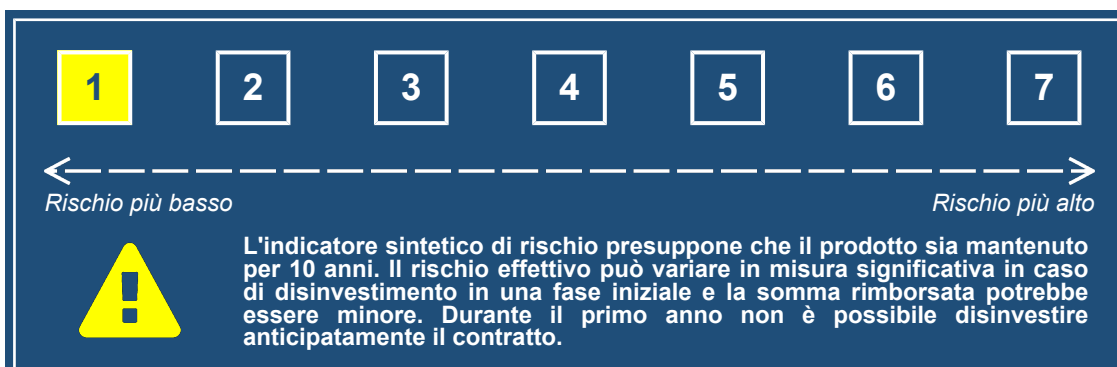 1 2 3 4 5 6 7
Rischio più basso Rischio più alto
L'indicatore sintetico di rischio presuppone che il prodotto sia mantenuto
per 10 anni. Il rischio effettivo può variare in misura significativa in caso
di disinvestimento in una fase iniziale e la somma rimborsata potrebbe
essere minore. Durante il primo anno non è possibile disinvestire
anticipatamente il contratto.